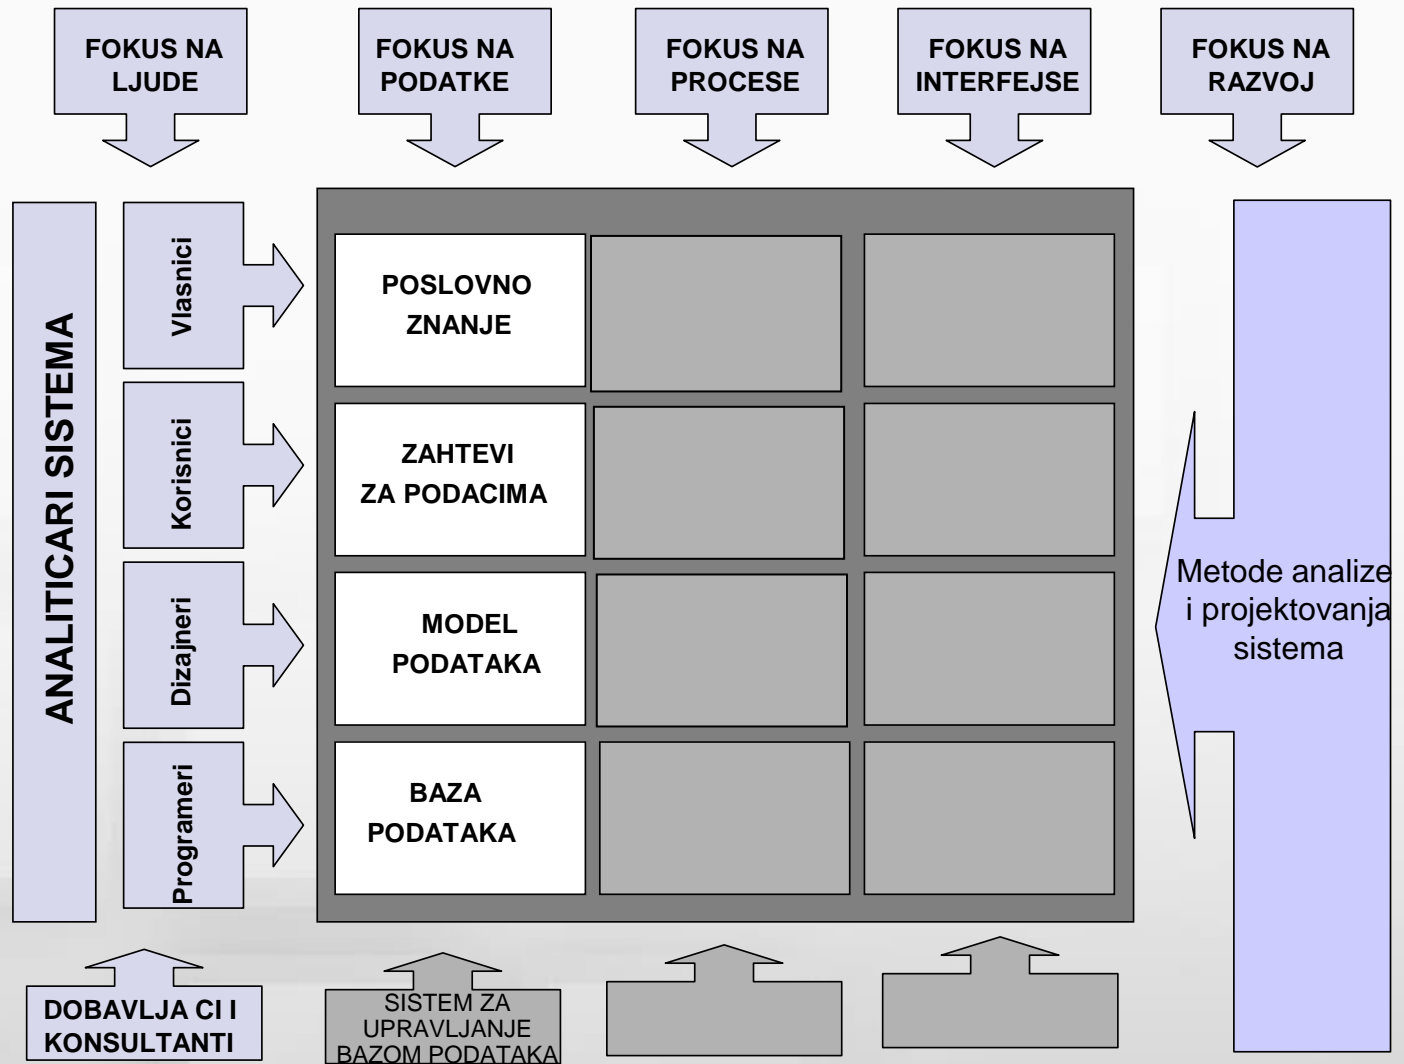 FOKUS NA
LJUDE
FOKUS NA
PODATKE
FOKUS NA
PROCESE
FOKUS NA
INTERFEJSE
FOKUS NA
RAZVOJ
ANALITICARI SISTEMA
Vlasnici
POSLOVNO
ZNANJE
Korisnici
ZAHTEVI
ZA PODACIMA
Dizajneri
MODEL
PODATAKA
Programeri
BAZA
PODATAKA
Metode analize
i projektovanja
sistema
DOBAVLJA CI I
KONSULTANTI
SISTEM ZA
UPRAVLJANJE
BAZOM PODATAKA